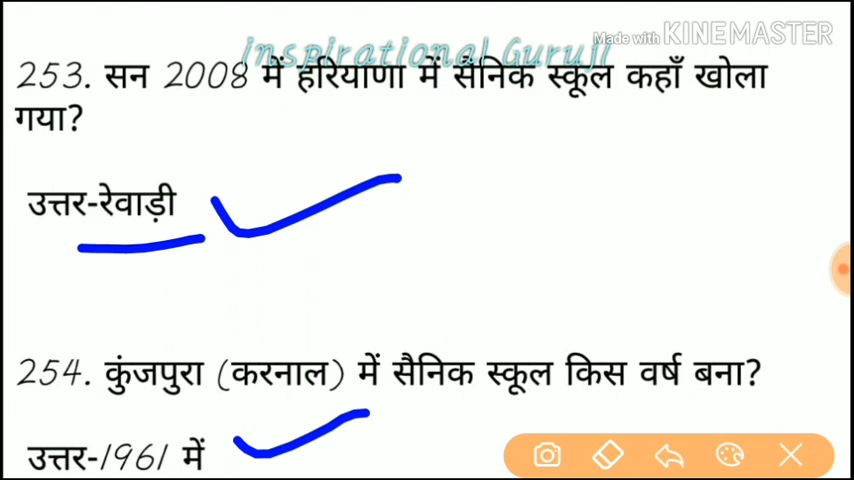 Made with KINEMASTER
inspirational Guruji
253. सन 2008 में हरियाणा में सैनिक स्कूल कहाँ खोला
गया?
उत्तर-रेवाड़ी
254. कुंजपुरा (करनाल) में सैनिक स्कूल किस वर्ष बना?
उत्तर-1961 में